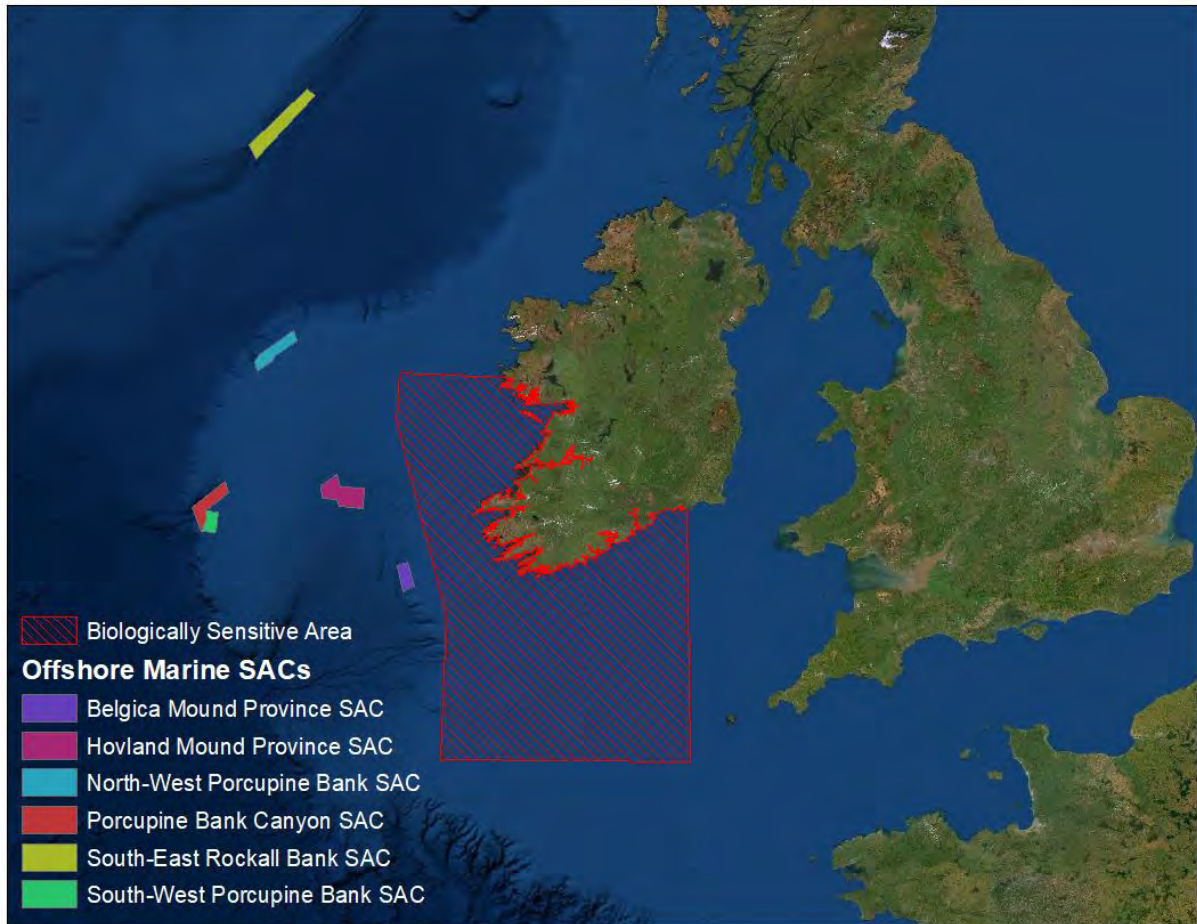 Biologically Sensitive Area
Offshore Marine SACs
Belgica Mound Province SAC
Hovland Mound Province SAC
North-West Porcupine Bank SAC
Porcupine Bank Canyon SAC
South-East Rockall Bank SAC
South-West Porcupine Bank SAC